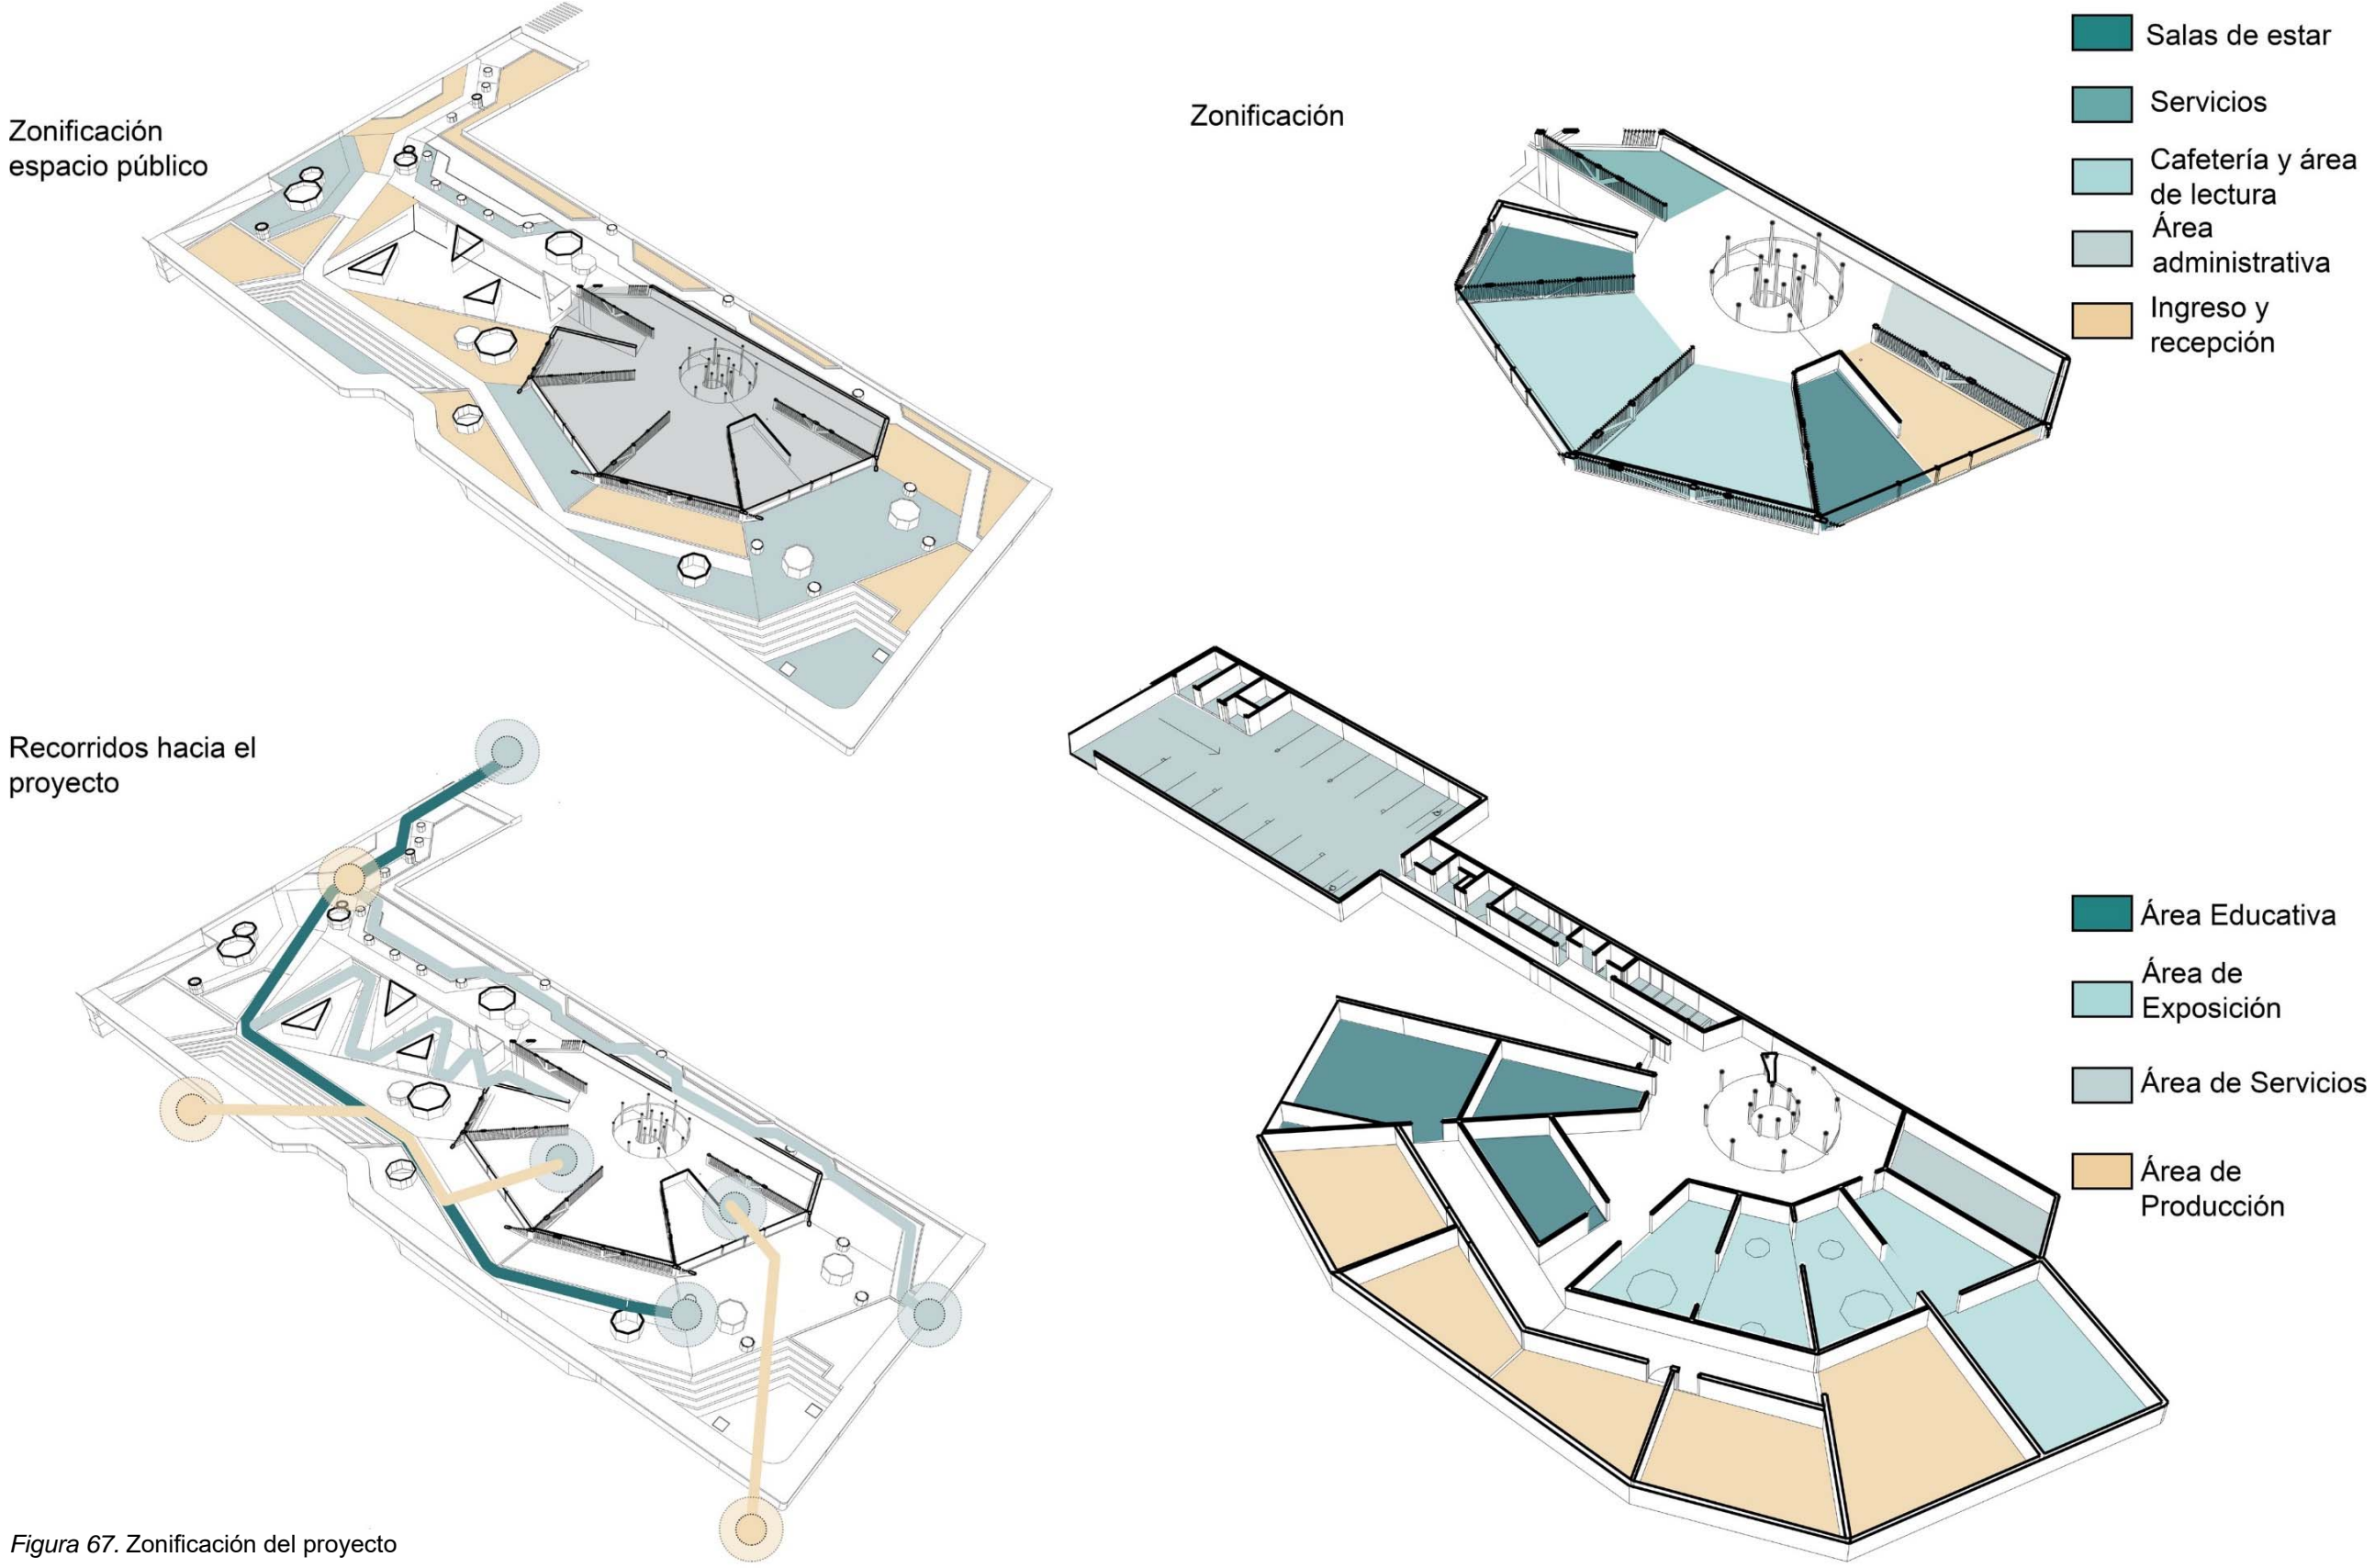 Zonificación
espacio público
Zonificación
Salas de estar
Servicios
Cafetería y área
de lectura
Área
administrativa
Ingreso y
recepción
Recorridos hacia el
proyecto
Área Educativa
Área de
Exposición
Área de Servicios
Área de
Producción
Figura 67. Zonificación del proyecto